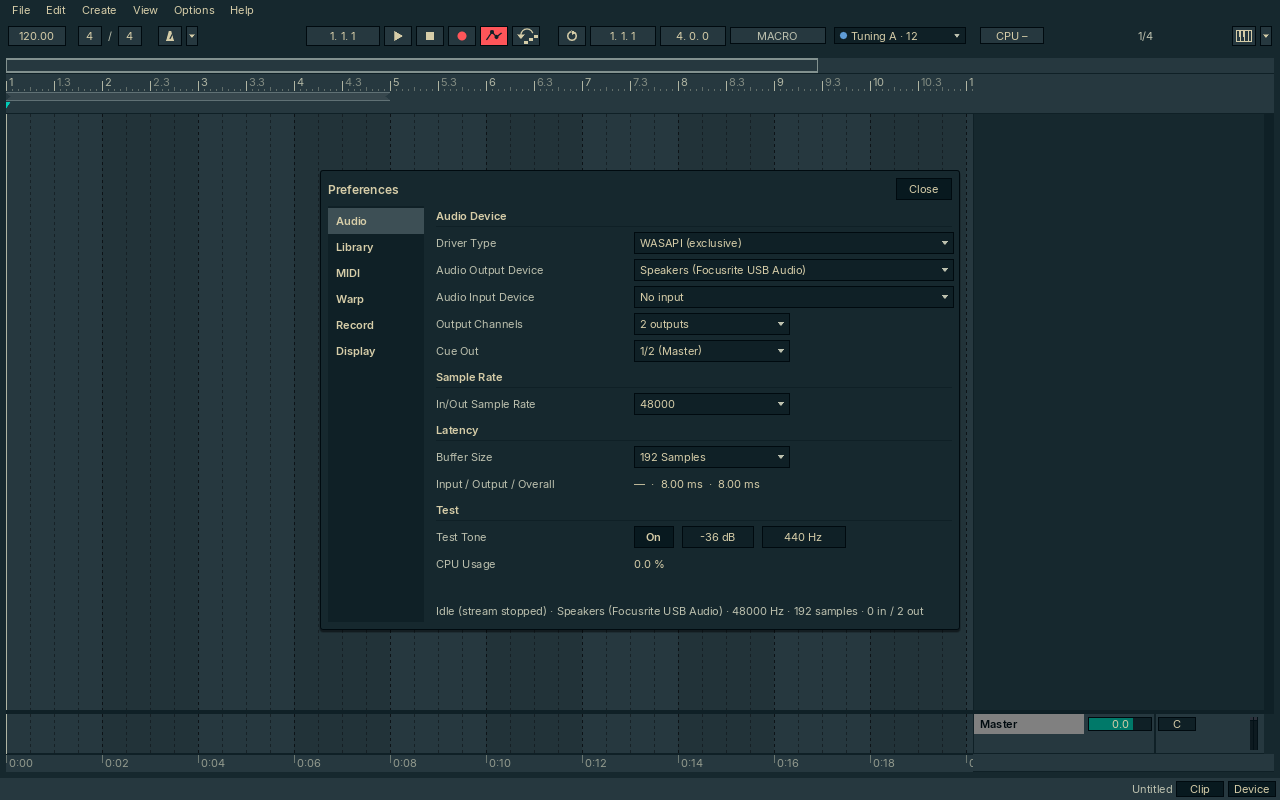 File Edit Create View Options Help
120.00 4 / 4 1. 1. 1 1. 1. 1 4. 0. 0 MACRO Tuning A · 12 CPU – 1/4
1 1.3 2 2.3 3 3.3 4 4.3 5 5.3 6 6.3 7 7.3 8 8.3 9 9.3 10 10.3 1
Preferences Close
Audio
Library
MIDI
Warp
Record
Display
Audio Device
Driver Type WASAPI (exclusive)
Audio Output Device Speakers (Focusrite USB Audio)
Audio Input Device No input
Output Channels 2 outputs
Cue Out 1/2 (Master)
Sample Rate
In/Out Sample Rate 48000
Latency
Buffer Size 192 Samples
Input / Output / Overall — · 8.00 ms · 8.00 ms
Test
Test Tone On -36 dB 440 Hz
CPU Usage 0.0 %
Idle (stream stopped) · Speakers (Focusrite USB Audio) · 48000 Hz · 192 samples · 0 in / 2 out
Master 0.0 C
0:00 0:02 0:04 0:06 0:08 0:10 0:12 0:14 0:16 0:18
Untitled Clip Device